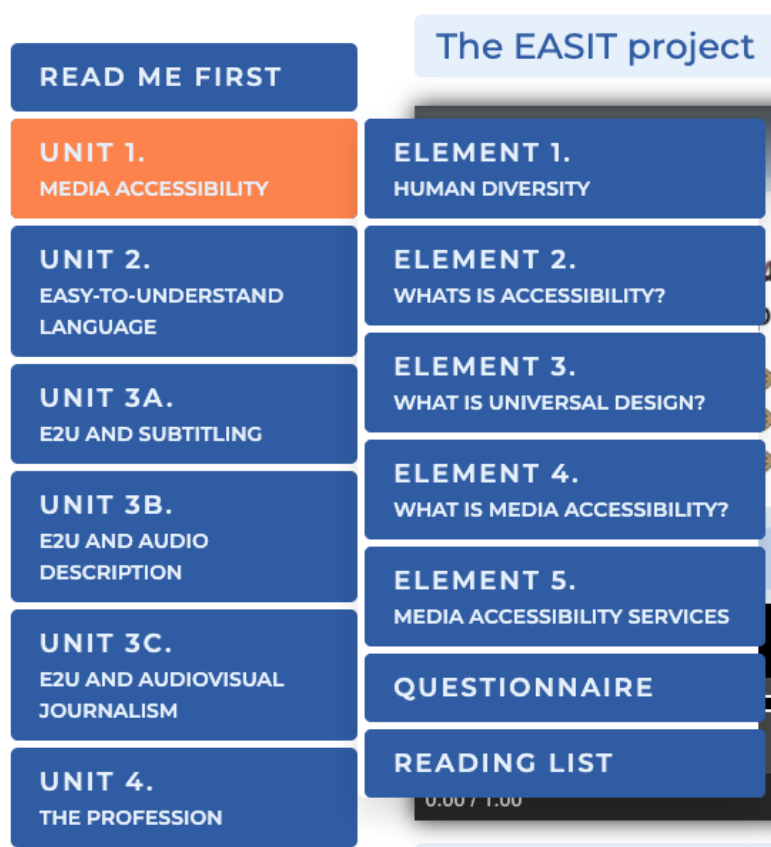 The EASIT project
READ ME FIRST
UNIT 1.
MEDIA ACCESSIBILITY
UNIT 2.
EASY-TO-UNDERSTAND
LANGUAGE
UNIT 3A.
E2U AND SUBTITLING
UNIT 3B.
E2U AND AUDIO
DESCRIPTION
UNIT 3C.
E2U AND AUDIOVISUAL
JOURNALISM
UNIT 4.
THE PROFESSION
ELEMENT 1.
HUMAN DIVERSITY
ELEMENT 2.
WHATS IS ACCESSIBILITY?
ELEMENT 3.
WHAT IS UNIVERSAL DESIGN?
ELEMENT 4.
WHAT IS MEDIA ACCESSIBILITY?
ELEMENT 5.
MEDIA ACCESSIBILITY SERVICES
QUESTIONNAIRE
READING LIST